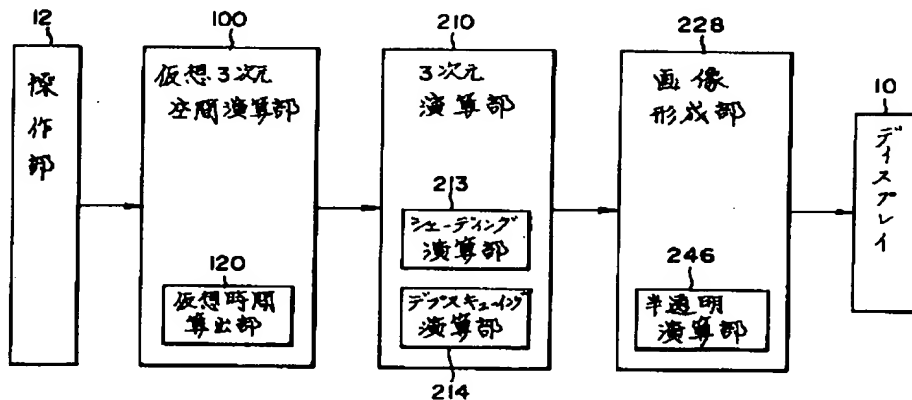 12
操
作
部
100
仮想3次元
空間演算部
120
仮想時間
算出部
210
3次元
演算部
213
シェーディング
演算部
デプスキューイング
演算部
214
228
画像
形成部
246
半透明
演算部
10
ディスプレイ